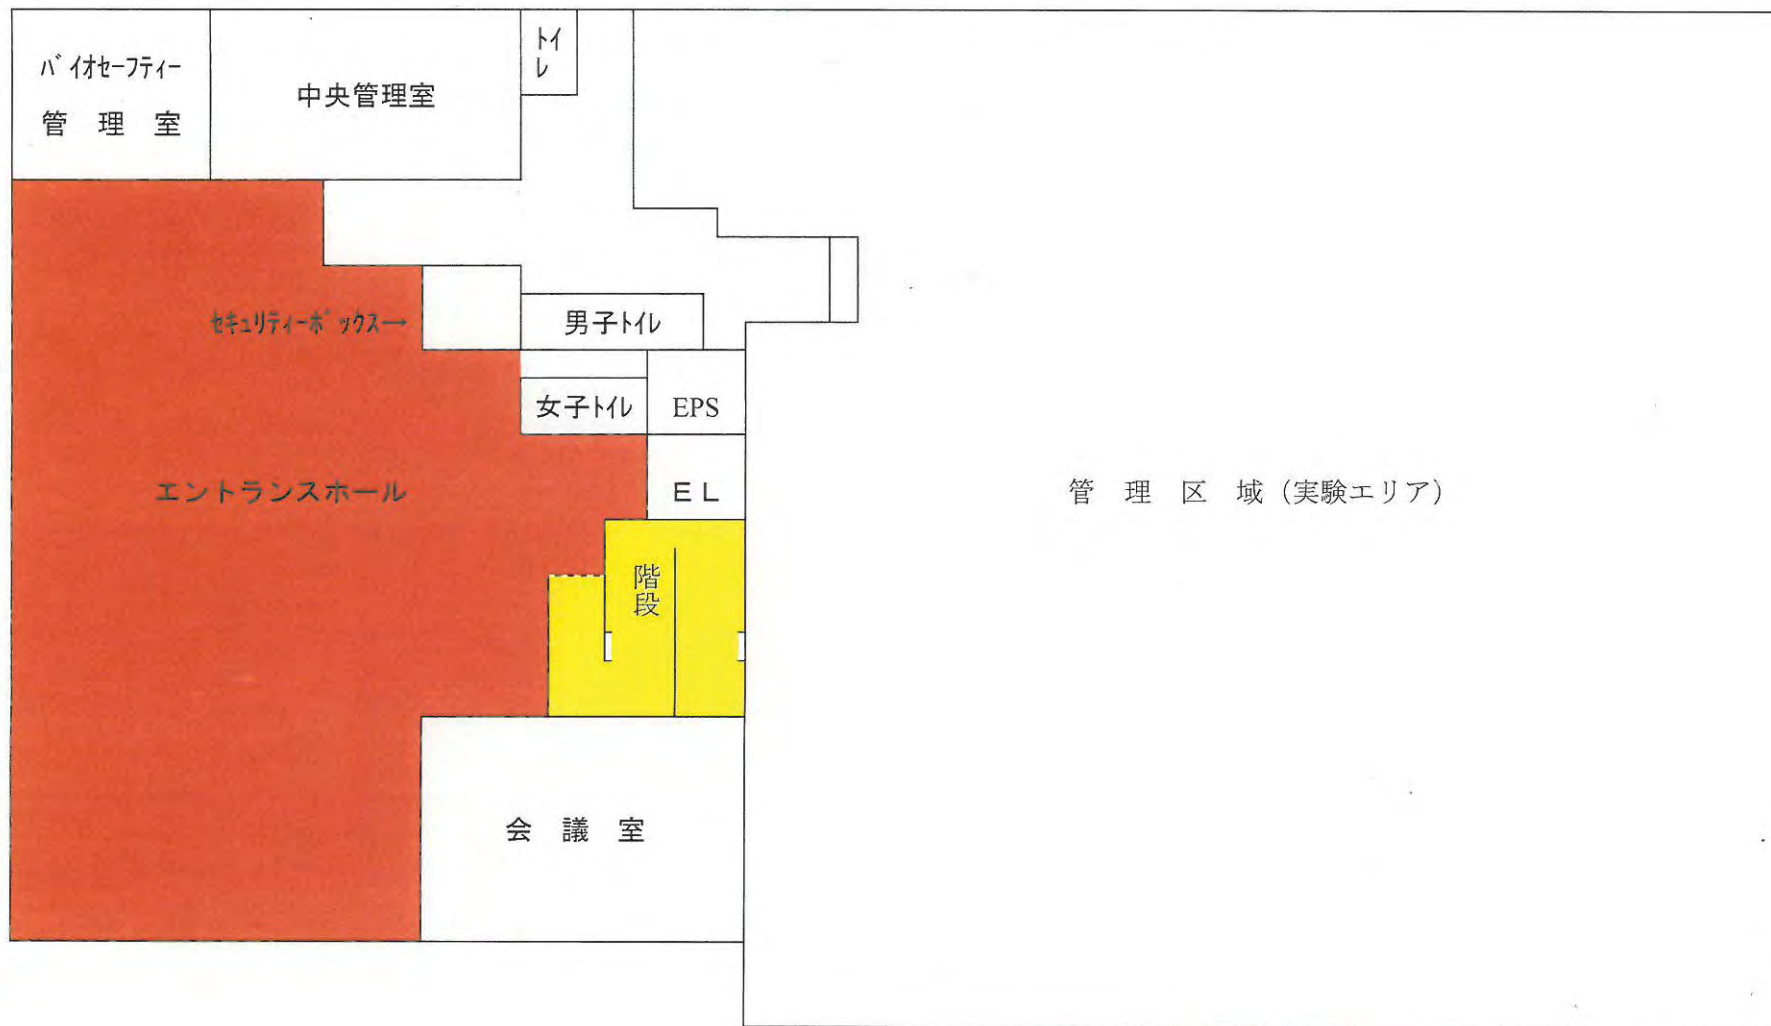 バイオセーフティー
管 理 室
中央管理室
トイ
レ
セキュリティーボックス→
男子トイレ
女子トイレ
EPS
エントランスホール
EL
管 理 区 域（実験エリア）
階
段
会 議 室